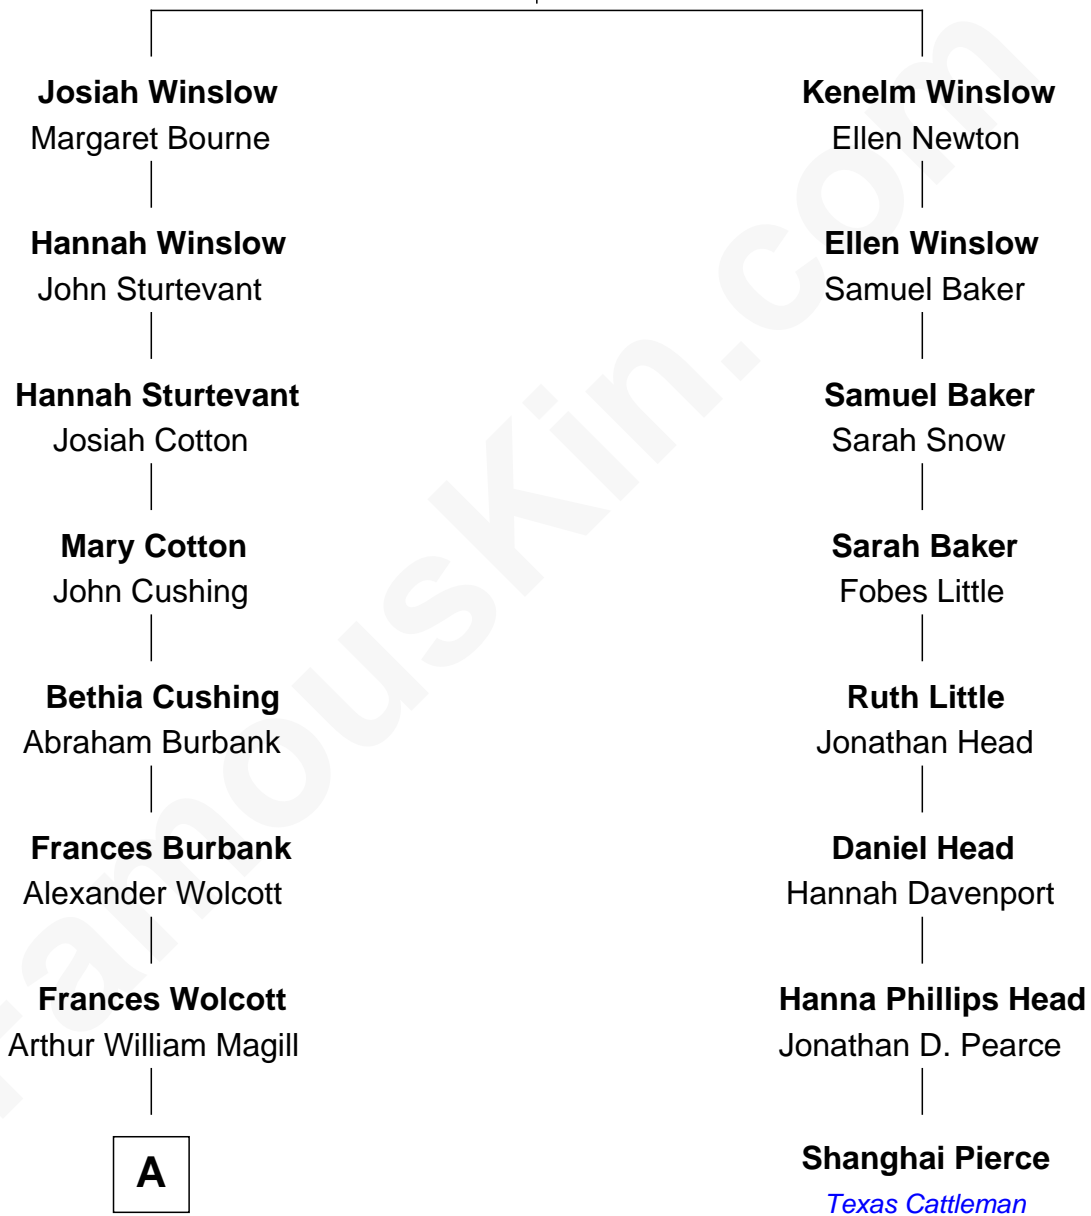 Josiah Winslow
Margaret Bourne
Hannah Winslow
John Sturtevant
Hannah Sturtevant
Josiah Cotton
Mary Cotton
John Cushing
Bethia Cushing
Abraham Burbank
Frances Burbank
Alexander Wolcott
Frances Wolcott
Arthur William Magill
A
Kenelm Winslow
Ellen Newton
Ellen Winslow
Samuel Baker
Samuel Baker
Sarah Snow
Sarah Baker
Fobes Little
Ruth Little
Jonathan Head
Daniel Head
Hannah Davenport
Hanna Phillips Head
Jonathan D. Pearce
Shanghai Pierce
Texas Cattleman
FamousKin.com